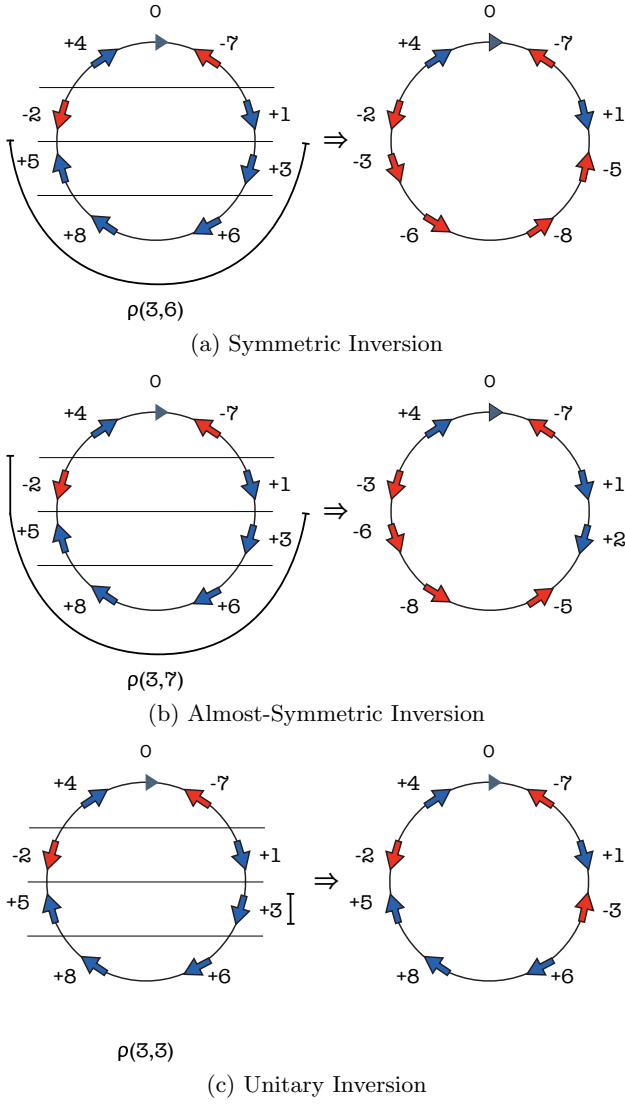 0 0
+4 -7 +4 -7
-2 +1 -2 +1
⇒
+5 +3 -3 -5
+8 +6 -6 -8
ρ(3,6)
(a) Symmetric Inversion
0 0
+4 -7 +4 -7
-2 +1 -3 +1
⇒
+5 +3 -6 +2
+8 +6 -8 -5
ρ(3,7)
(b) Almost-Symmetric Inversion
0 0
+4 -7 +4 -7
-2 +1 -2 +1
⇒
+5 +3 +5 -3
+8 +6 +8 +6
ρ(3,3)
(c) Unitary Inversion